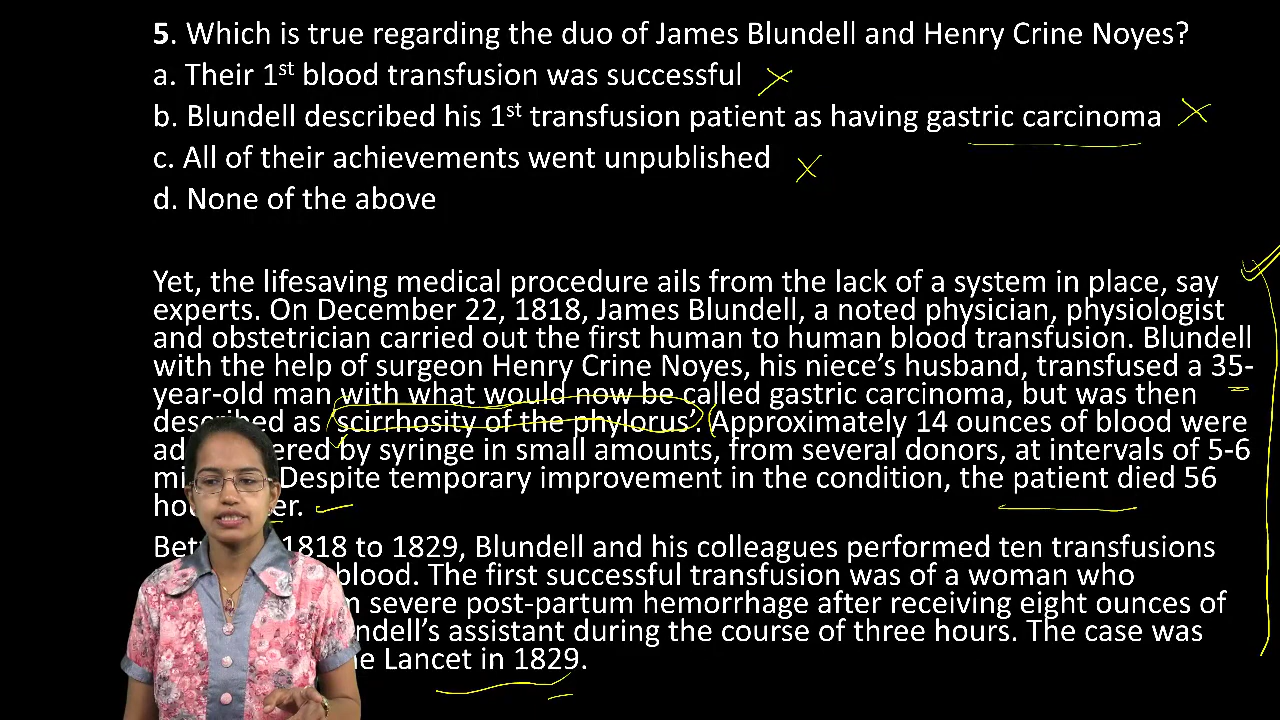 5. Which is true regarding the duo of James Blundell and Henry Crine Noyes?
a. Their 1st blood transfusion was successful
b. Blundell described his 1st transfusion patient as having gastric carcinoma
c. All of their achievements went unpublished
d. None of the above
Yet, the lifesaving medical procedure ails from the lack of a system in place, say
experts. On December 22, 1818, James Blundell, a noted physician, physiologist
and obstetrician carried out the first human to human blood transfusion. Blundell
with the help of surgeon Henry Crine Noyes, his niece’s husband, transfused a 35-
year-old man with what would now be called gastric carcinoma, but was then
described as ‘scirrhosity of the phylorus’. Approximately 14 ounces of blood were
by syringe in small amounts, from several donors, at intervals of 5-6
Despite temporary improvement in the condition, the patient died 56
1818 to 1829, Blundell and his colleagues performed ten transfusions
blood. The first successful transfusion was of a woman who
severe post-partum hemorrhage after receiving eight ounces of
assistant during the course of three hours. The case was
Lancet in 1829.